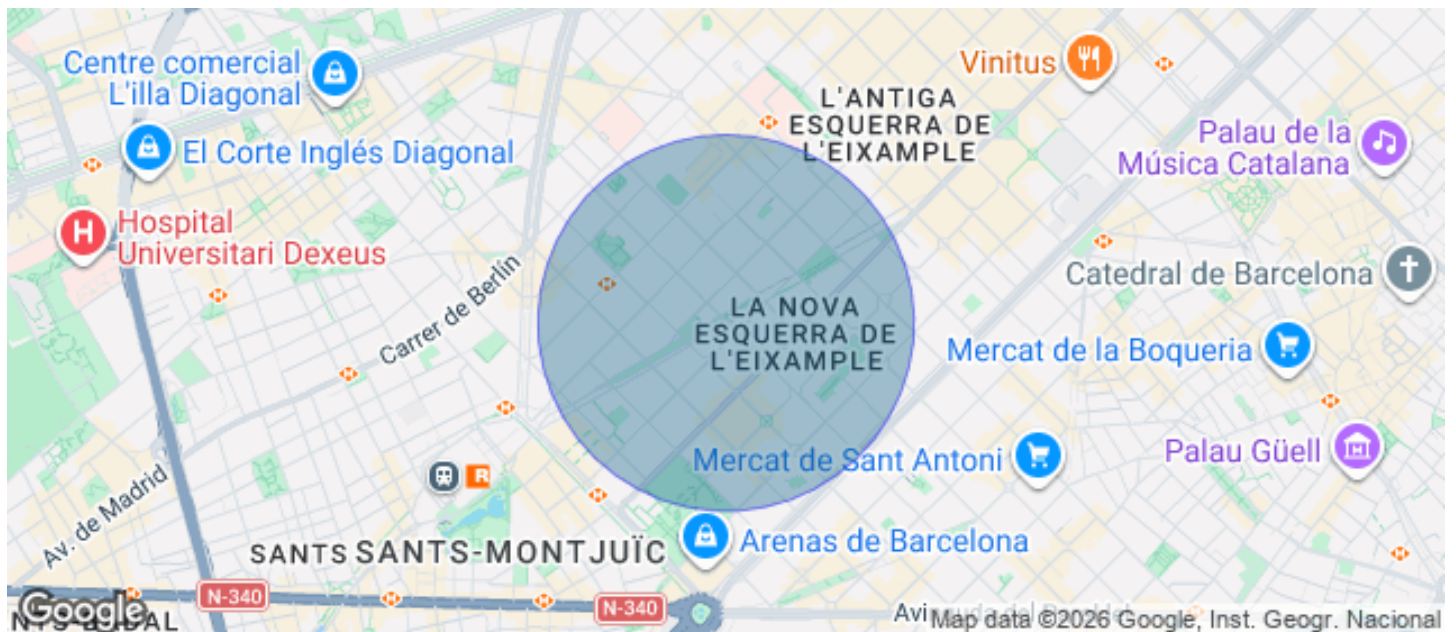 Centre comercial
L'illa Diagonal
El Corte Inglés Diagonal
Hospital
Universitari Dexeus
Carrer de Berlín
Av. de Madrid
SANTS
SANTS-MONTJUÏC
N-340
N-340
Google
Vinitus
L'ANTIGA
ESQUERRA DE
L'EIXAMPLE
Palau de la
Música Catalana
Catedral de Barcelona
LA NOVA
ESQUERRA DE
L'EIXAMPLE
Mercat de la Boqueria
Mercat de Sant Antoni
Palau Güell
Arenas de Barcelona
Map data ©2026 Google, Inst. Geogr. Nacional